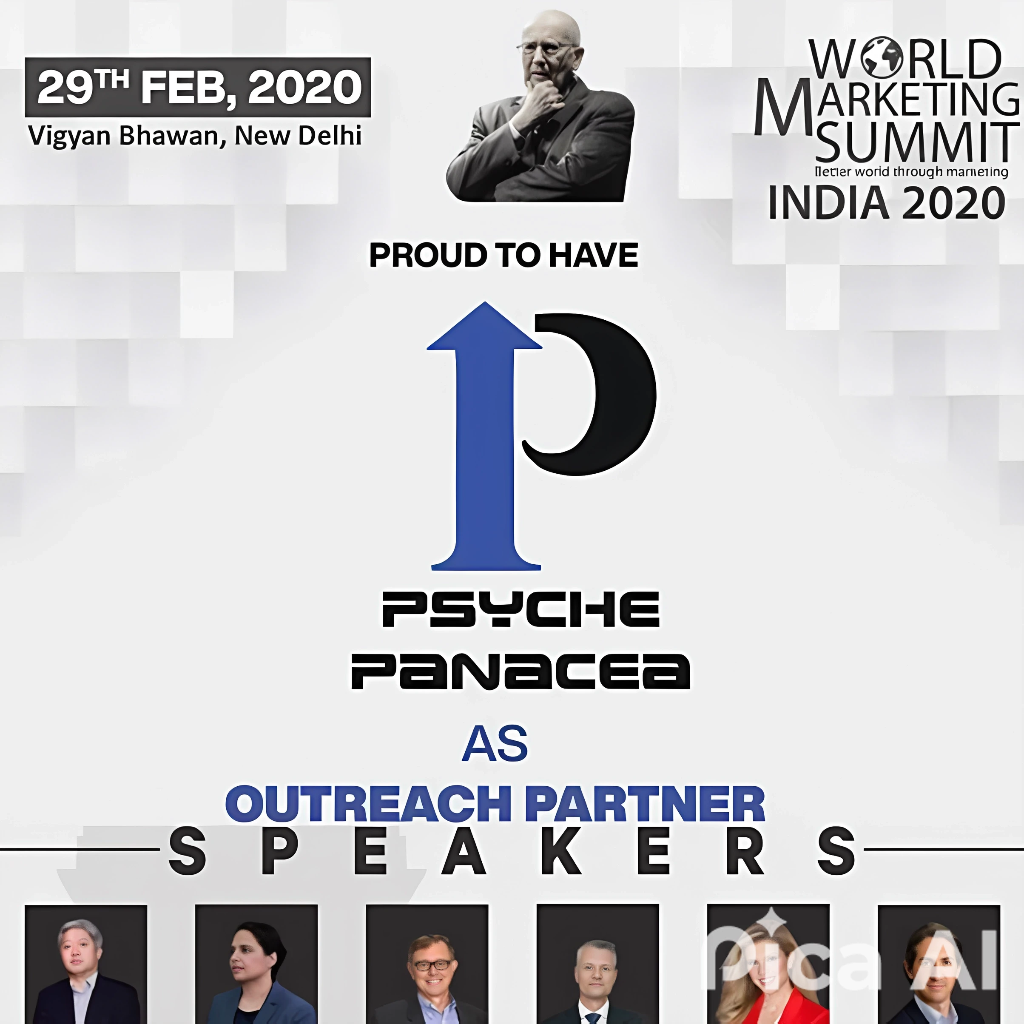 29TH FEB, 2020
Vigyan Bhawan, New Delhi
WORLD
MARKETING
SUMMIT
Better world through marketing
INDIA 2020
PROUD TO HAVE
PSYCHE
PANACEA
AS
OUTREACH PARTNER
SPEAKERS
Pica AI